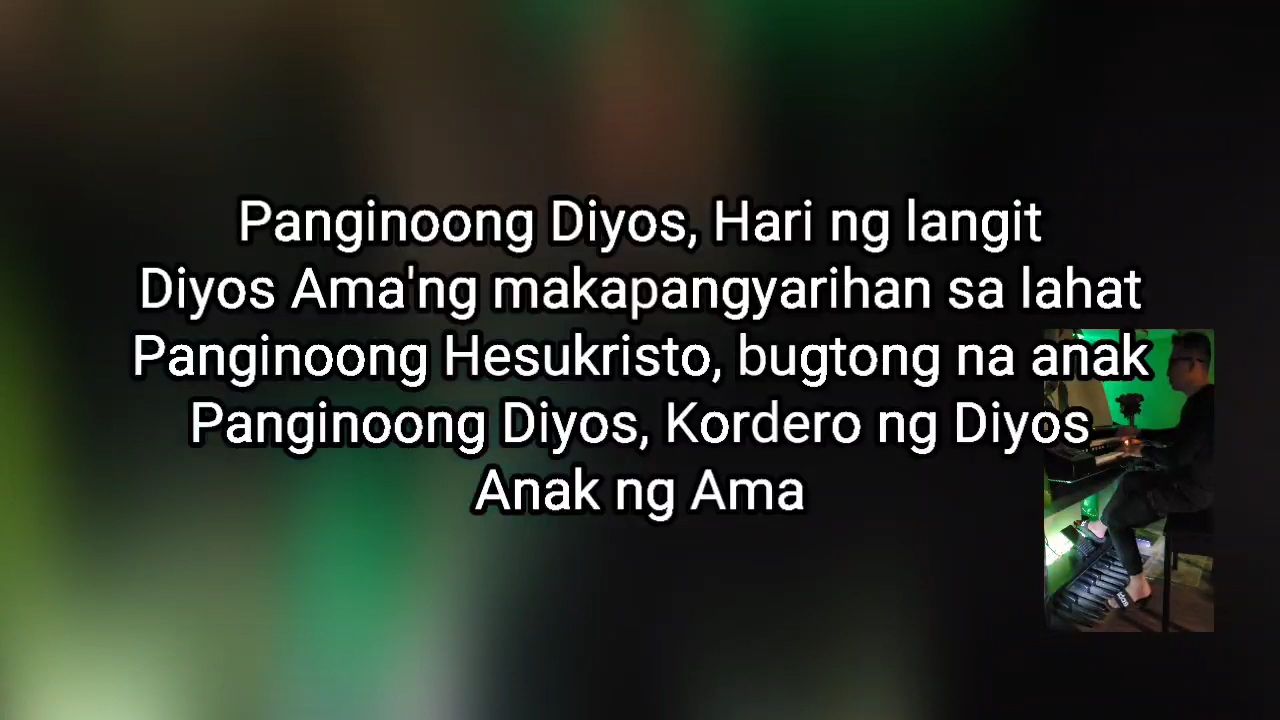 Panginoong Diyos, Hari ng langit
Diyos Ama'ng makapangyarihan sa lahat
Panginoong Hesukristo, bugtong na anak
Panginoong Diyos, Kordero ng Diyos
Anak ng Ama